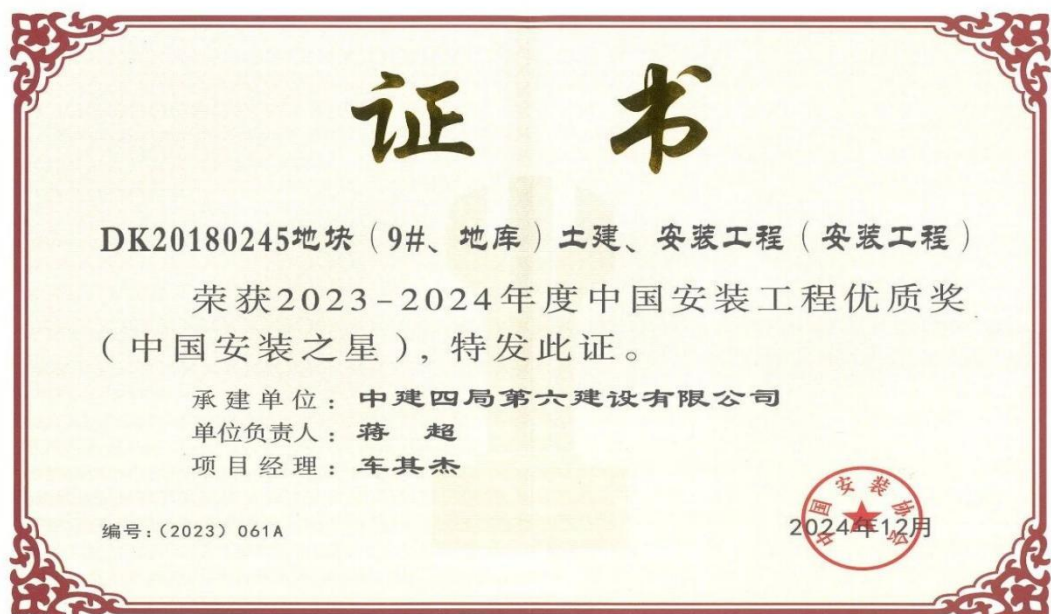 证书
DK20180245地块（9#、地库）土建、安装工程（安装工程）
荣获2023-2024年度中国安装工程优质奖
（中国安装之星），特发此证。
承建单位：中建四局第六建设有限公司
单位负责人：蒋 超
项目经理：车其杰
中国安装协会
编号：（2023）061A
2024年12月